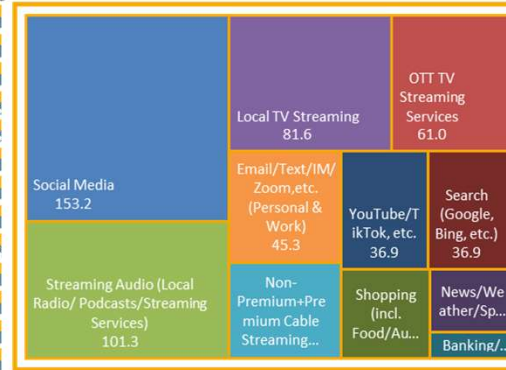 Social Media
153.2
Local TV Streaming
81.6
OTT TV
Streaming
Services
61.0
Email/Text/IM/
Zoom,etc.
(Personal &
Work)
45.3
YouTube/T
ikTok, etc.
36.9
Search
(Google,
Bing, etc.)
36.9
Streaming Audio (Local
Radio/ Podcasts/Streaming
Services)
101.3
Non-
Premium+Pre
mium Cable
Streaming...
Shopping
(incl.
Food/Au...
News/We
ather/Sp...
Banking/...